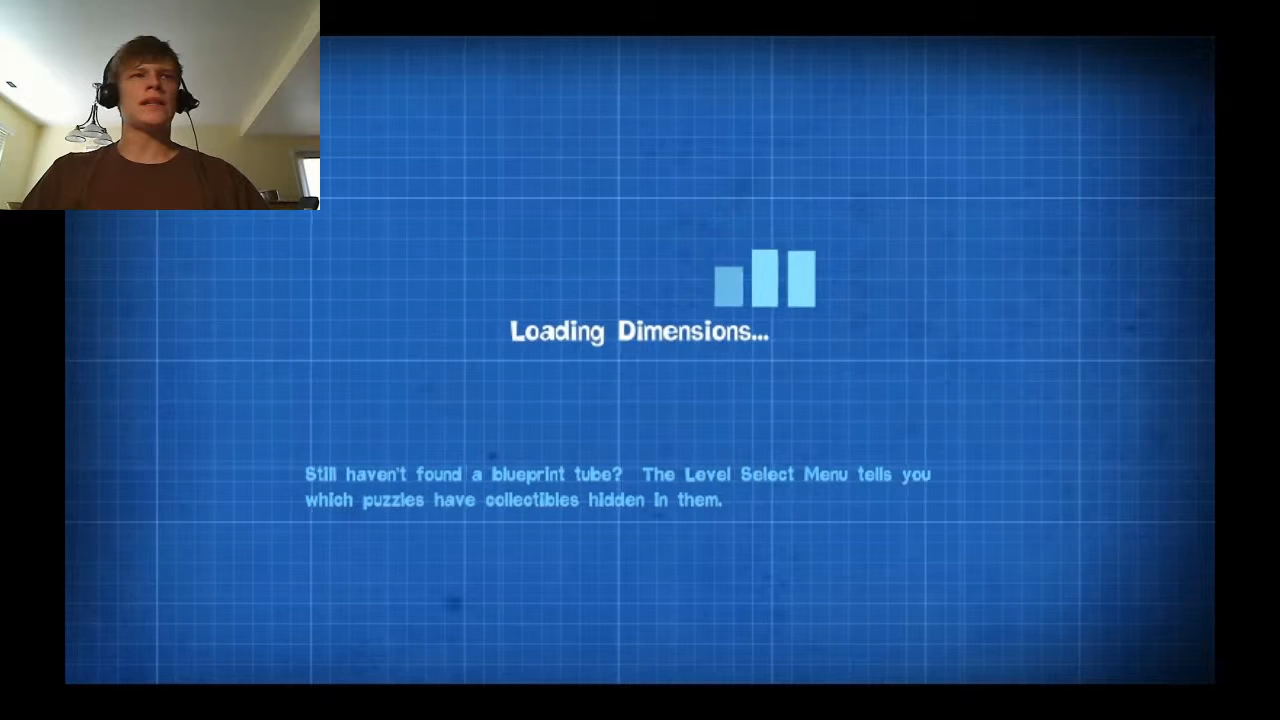 Loading Dimensions...
Still haven't found a blueprint tube? The Level Select Menu tells you
which puzzles have collectibles hidden in them.